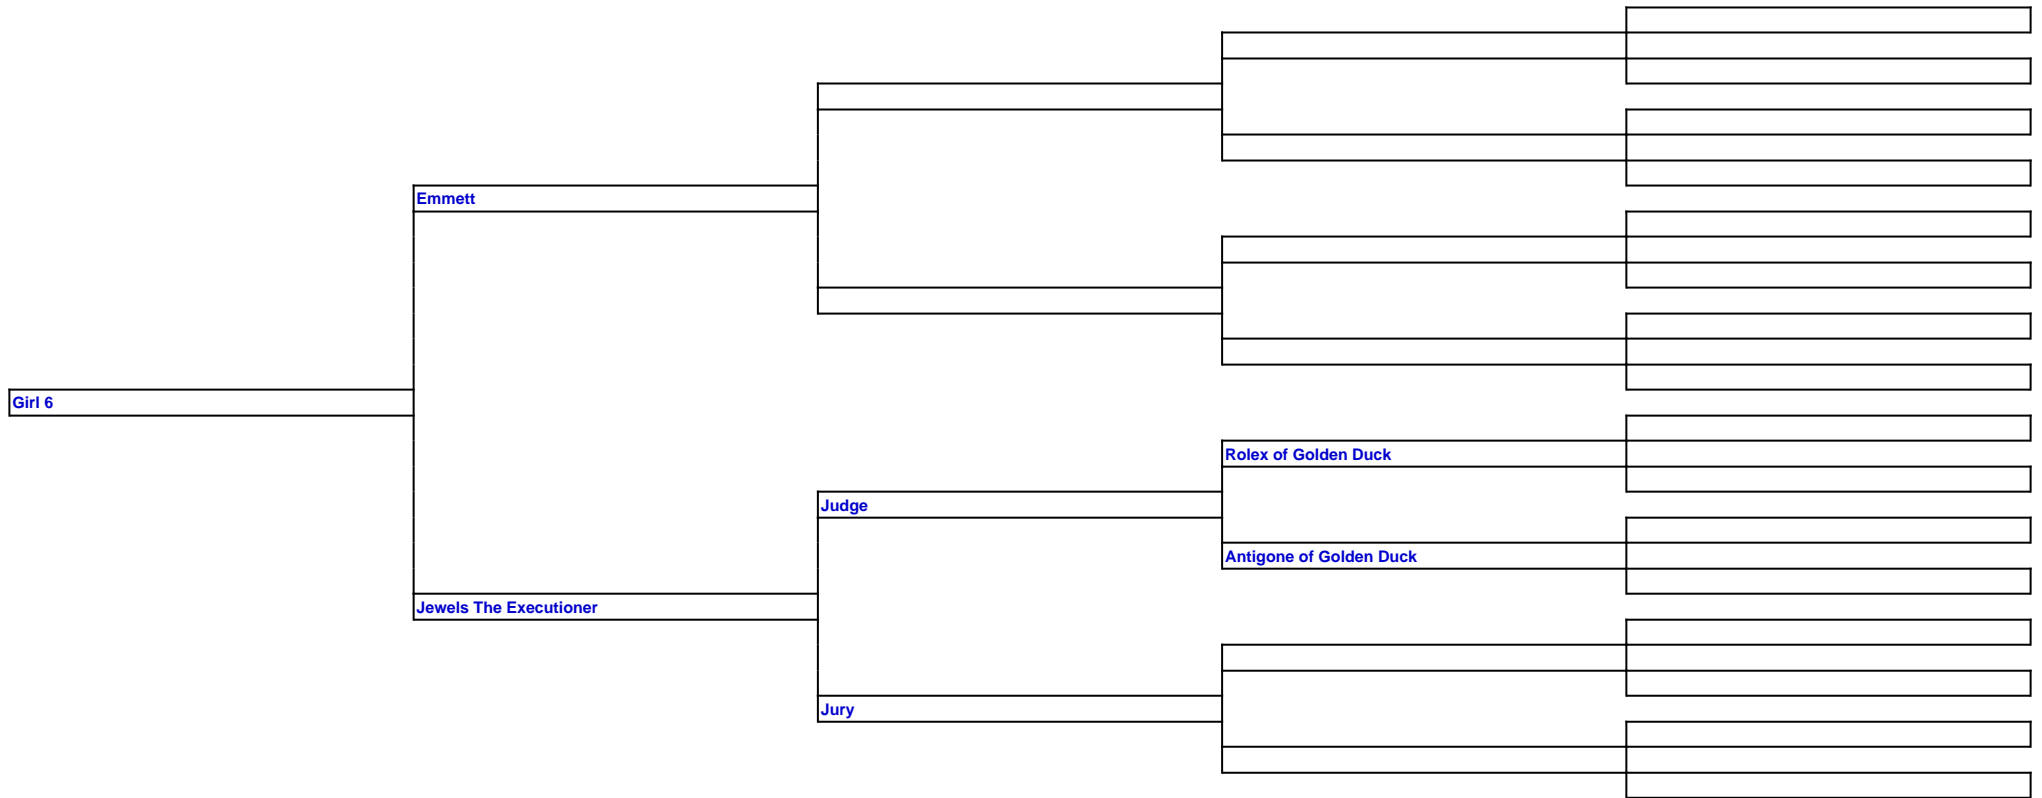 Emmett
Girl 6
Rolex of Golden Duck
Judge
Antigone of Golden Duck
Jewels The Executioner
Jury